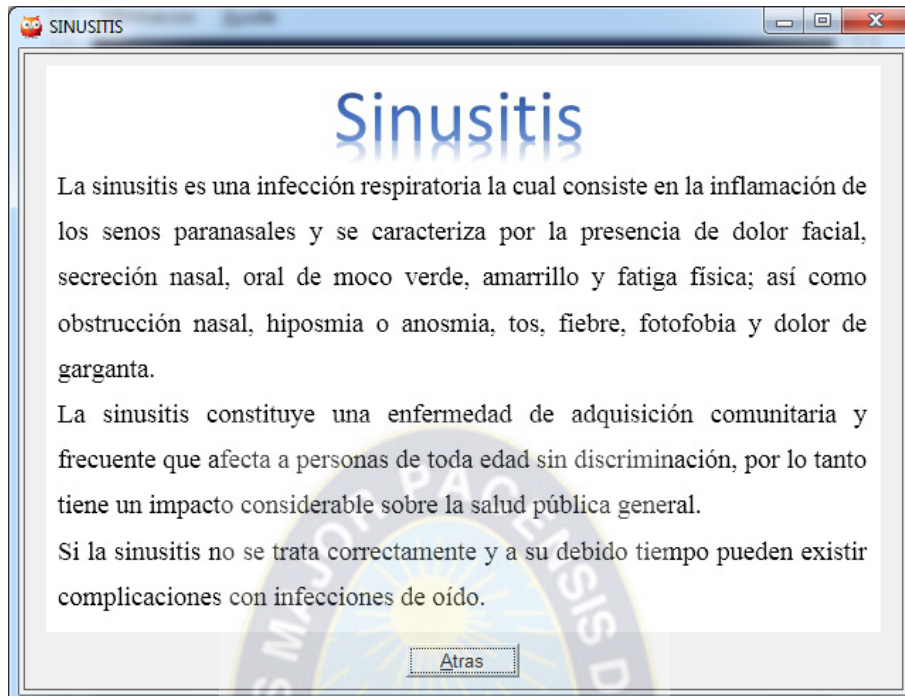 SINUSITIS
Sinusitis
La sinusitis es una infección respiratoria la cual consiste en la inflamación de
los senos paranasales y se caracteriza por la presencia de dolor facial,
secreción nasal, oral de moco verde, amarrillo y fatiga física; así como
obstrucción nasal, hiposmia o anosmia, tos, fiebre, fotofobia y dolor de
garganta.
La sinusitis constituye una enfermedad de adquisición comunitaria y
frecuente que afecta a personas de toda edad sin discriminación, por lo tanto
tiene un impacto considerable sobre la salud pública general.
Si la sinusitis no se trata correctamente y a su debido tiempo pueden existir
complicaciones con infecciones de oído.
Atras
MAJOR PACENSIS D